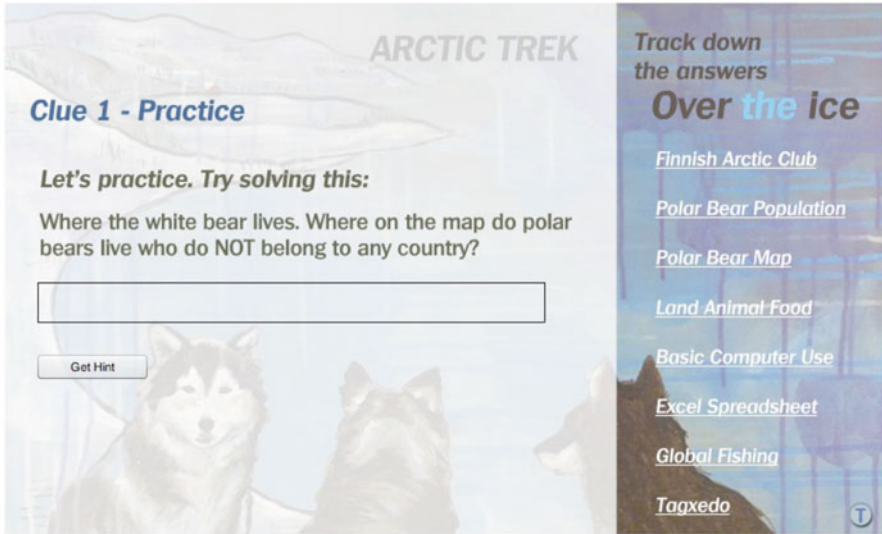 ARCTIC TREK
Clue 1 - Practice
Let's practice. Try solving this:
Where the white bear lives. Where on the map do polar
bears live who do NOT belong to any country?
Get Hint
Track down
the answers
Over the ice
Finnish Arctic Club
Polar Bear Population
Polar Bear Map
Land Animal Food
Basic Computer Use
Excel Spreadsheet
Global Fishing
Tagxedo
T